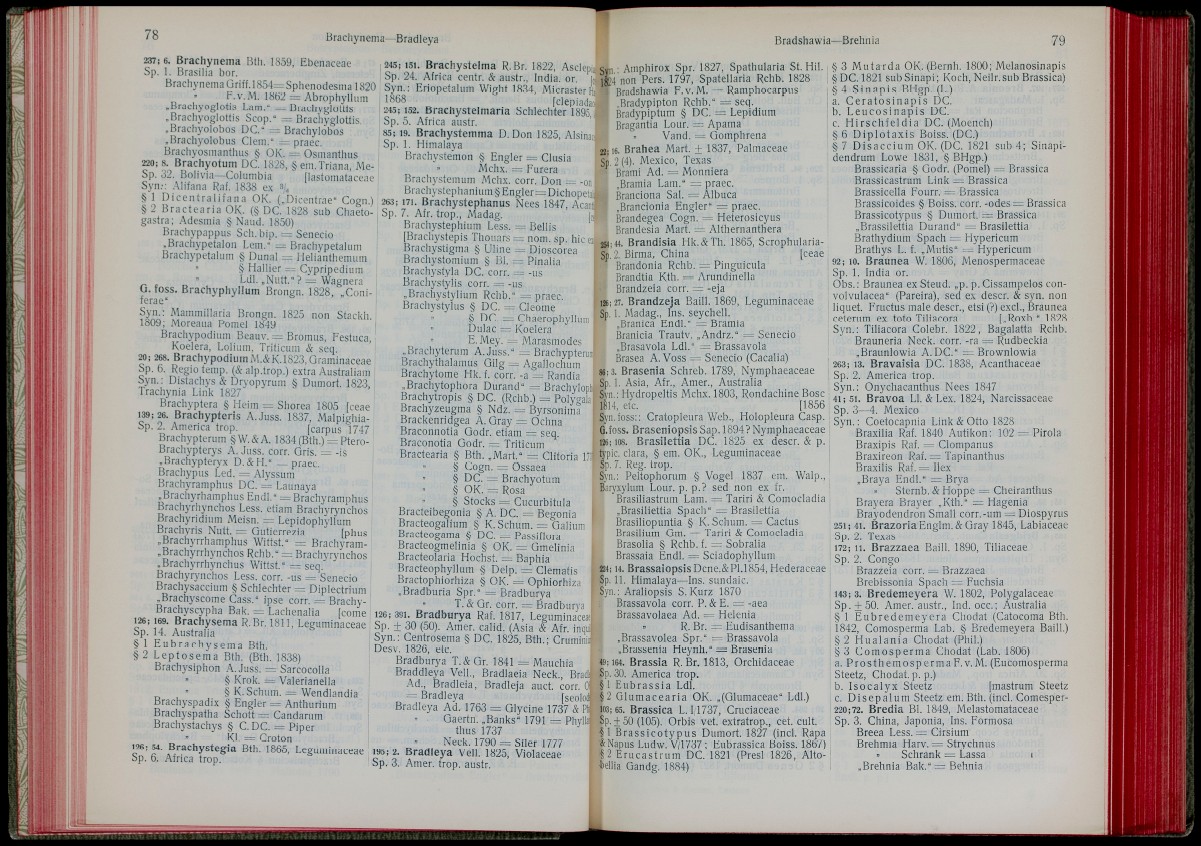 78
Brachynema—Bradleya
237; 6. Brachynema Bth. 1859, Ebenaceae
Sp. 1. Brasilia bor.
Brachynema Griff. 1854 = Sphenodesma 1820
" F. v. M. 1862 = Abrophyllum
„Brachyoglotis Lam.“ = Brachyglottis
„Brachyoglottis Scop.“ = Brachyglottis
„Brachyolobos DC.“ = Brachylobos
„Brachyolobus Clem.“ = praec.
Brachyosmanthus § OK. = Osmanthus
220; 8. Brachyotum DC. 1828, § em. Triana, Me-
Sp. 32. Bolivia—Columbia [lastomataceae
Syn.: Alifana Raf. 1838 ex
§ 1 Dicentralifana OK. („Dicentrae“ Cogn.)
§ 2 Bractearia OK. (§ DC. 1828 sub Chaeto-
gastra; Adesmia § Naud. 1850)
Brachypappus Sch. bip. = Senecio
„Brachypetalon Lem.“ = Brachypetalum
Brachypetalum § Dunal = Helianthemum
" § Hallier = Cypripedium
" Ldl. „Nutt.“ ? = Wagnera
G. foss. Brachyphyllum Brongn. 1828, „Coni-
ferae“
Syn.: Mammillaria Brongn. 1825 non Stackh.
1809; Moreaua Pomel 1849
Brachypodium Beauv. = Bromus, Festuca,
Koelera, Lolium, Triticum & seq.
20; 268. Brachypodium M. & K. 1823, Graminaceae
Sp. 6. Regio temp. (& alp. trop.) extra Australiam
Syn.: Distachys & Dryopyrum § Dumort. 1823,
Trachynia Link 1827
Brachyptera § Heim = Shorea 1805 [ceae
139; 26. Brachypteris A. Juss. 1837, Malpighia-
Sp. 2. America trop. [carpus 1747
Brachypterum § W. & A. 1834 (Bth.) = Ptero-
Brachypterys A. Juss. corr. Gris. = -is
„Brachypteryx D. & H.“ = praec.
Brachypus Led. = Alyssum
Brachyramphus DC. = Launaya
„Brachyrhamphus Endl.“ = Brachyramphus
Brachyrhynchos Less. etiam Brachyrynchos
Brachyridium Meisn. = Lepidophyllum
Brachyris Nutt. = Gutierrezia [phus
„Brachyrrhamphus Wittst.“ = Brachyram-
„Brachyrrhynchos Rchb.“ = Brachyrynchos
„Brachyrrhynchus Wittst.“ = seq.
Brachyrynchos Less. corr. -us = Senecio
Brachysaccium § Schlechter = Diplectrium
„Brachyscome Cass.“ ipse corr. = Brachy-
Brachyscypha Bak. = Lachenalia [come
126; 169. Brachysema R. Br. 1811, Leguminaceae
Sp. 14. Australia
§ 1 Eubrachysema Bth.
§ 2 Leptosema Bth. (Bth. 1838)
Brachysiphon A. Juss. = Sarcocolla
" § Krok. = Valerianella
" § K. Schum. = Wendlandia
Brachyspadix § Engler = Anthurium
Brachyspatha Schott = Candarum
Brachystachys § C. DC. = Piper
" Kl. = Croton
126; 54. Brachystegia Bth. 1865, Leguminaceae
Sp. 6. Africa trop.
245; 151. Brachystelma R. Br. 1822,
Sp. 24. Africa centr. & austr., India. or.
Syn.: Eriopetalum Wight 1834, Micraster
1868
245; 152. Brachystelmaria Schlechter 1895,
Sp. 5. Africa austr.
85; 19. Brachystemma D. Don 1825,
Sp. 1. Himalaya
Brachystemon § Engler = Clusia
" Mchx. = Furera
Brachystemum Mchx. corr. Don =
Brachystephanium § Engler =
263; 171. Brachystephanus Nees 1847,
Sp. 7. Afr. trop., Madag.
Brachystephium Less. = Bellis
[Brachystepis Thouars = nom. sp. hic
Brachystigma § Uline = Dioscorea
Brachystomium § Bl. = Pinalia
Brachystyla DC. corr. = -us
Brachystylis corr. = -us
„Brachystylium Rchb.“ = praec.
Brachystylus § DC. = Cleome
" § DC. = Chaerophyllum
" Dulac = Koelera
" E. Mey. = Marasmodes
„Brachyterum A. Juss.“ =
Brachythalamus Gilg = Agallochum
Brachytome Hk. f. corr. -a = Randia
„Brachytophora Durand“ =
Brachytropis § DC. (Rchb.) =
Brachyzeugma § Ndz. = Byrsonima
Brackenridgea A. Gray = Ochna
Braconnotia Godr. etiam = seq.
Braconotia Godr. = Triticum
Bractearia § Bth. „Mart.“ = Clitoria
" § Cogn. = Ossaea
" § DC. = Brachyotum
" § OK. = Rosa
" § Stocks = Cucurbitula
Bracteibegonia § A. DC. = Begonia
Bracteogalium § K. Schum. = Galium
Bracteogama § DC. = Passiflora
Bracteogmelinia § OK. = Gmelinia
Bracteolaria Hochst. = Baphia
Bracteophyllum § Delp. = Clematis
Bractophiorhiza § OK. = Ophiorhiza
„Bradburia Spr.“ = Bradburya
" T. & Gr. corr. = Bradburya
126; 391. Bradburya Raf. 1817,
Sp. ± 30 (50). Amer. calid. (Asia & Afr.
Syn.: Centrosema § DC. 1825, Bth.;
Desv. 1826, etc.
Bradburya T. & Gr. 1841 = Mauchia
Braddleya Vell., Bradlaeia Neck.,
Ad., Bradleia, Bradleja auct. corr.
= Bradleya
Bradleya Ad. 1763 = Glycine 1737 &
" Gaertn. „Banks“ 1791 =
thus 1737
" Neck. 1790 = Siler 1777
195; 2. Bradleya Vell. 1825, Violaceae
Sp. 3. Amer. trop. austr.
Bradshawia—Brehnia
79
Syn.: Amphirox Spr. 1827, Spathularia St. Hil.
1824 non Pers. 1797, Spatellaria Rchb. 1828
Bradshawia F. v. M. = Ramphocarpus
„Bradypipton Rchb.“ = seq.
Bradypiptum § DC. = Lepidium
Bragantia Lour. = Apama
" Vand. = Gomphrena
22; 16. Brahea Mart. ± 1837, Palmaceae
Sp. 2 (4). Mexico, Texas
Brami Ad. = Monniera
„Bramia Lam.“ = praec.
Branciona Sal. = Albuca
„Brancionia Engler“ = praec.
Brandegea Cogn. = Heterosicyus
Brandesia Mart. = Althernanthera
254; 44. Brandisia Hk. & Th. 1865, Scrophularia-
Sp. 2. Birma, China [ceae
Brandonia Rchb. = Pinguicula
Brandtia Kth. = Arundinella
Brandzeia corr. = -eja
126; 27. Brandzeja Baill. 1869, Leguminaceae
Sp. 1. Madag., Ins. seychell.
„Branica Endl.“ = Bramia
Branicia Trautv. „Andrz.“ = Senecio
„Brasavola Ldl.“ = Brassavola
Brasea A. Voss = Senecio (Cacalia)
86; 3. Brasenia Schreb. 1789, Nymphaeaceae
Sp. 1. Asia, Afr., Amer., Australia
Syn.: Hydropeltis Mchx. 1803, Rondachine Bosc
1814, etc. [1856
Syn. foss.: Cratopleura Web., Holopleura Casp.
G. foss. Braseniopsis Sap. 1894? Nymphaeaceae
126; 108. Brasilettia DC. 1825 ex descr. & p.
typic. clara, § em. OK., Leguminaceae
Sp. 7. Reg. trop.
Syn.: Peltophorum § Vogel 1837 em. Walp.,
Baryxylum Lour. p. p.? sed non ex fr.
Brasiliastrum Lam. = Tariri & Comocladia
„Brasiliettia Spach“ = Brasilettia
Brasiliopuntia § K. Schum. = Cactus
Brasilium Gm. = Tariri & Comocladia
Brasolia § Rchb. f. = Sobralia
Brassaia Endl. = Sciadophyllum
224; 14. Brassaiopsis Dcne. & Pl. 1854, Hederaceae
Sp. 11. Himalaya—Ins. sundaic.
Syn.: Araliopsis S. Kurz 1870
Brassavola corr. P. & E. = -aea
Brassavolaea Ad. = Helenia
" R. Br. = Eudisanthema
„Brassavolea Spr.“ = Brassavola
„Brassenia Heynh.“ = Brasenia
49; 164. Brassia R. Br. 1813, Orchidaceae
Sp. 30. America trop.
§ 1 Eubrassia Ldl.
§ 2 Glumacearia OK. „(Glumaceae“ Ldl.)
103; 65. Brassica L. 1737, Cruciaceae
Sp. ± 50 (105). Orbis vet. extratrop., cet. cult.
§ 1 Brassicotypus Dumort. 1827 (incl. Rapa
& Napus Ludw. V/1737; Eubrassica Boiss. 1867)
§ 2 Erucastrum DC. 1821 (Presl 1826, Alto-
bellia Gandg. 1884)
§ 3 Mutarda OK. (Bernh. 1800; Melanosinapis
§ DC. 1821 sub Sinapi; Koch, Neilr. sub Brassica)
§ 4 Sinapis BHgp. (L.)
a. Ceratosinapis DC.
b. Leucosinapis DC.
c. Hirschfeldia DC. (Moench)
§ 6 Diplotaxis Boiss. (DC.)
§ 7 Disaccium OK. (DC. 1821 sub 4; Sinapi-
dendrum Lowe 1831, § BHgp.)
Brassicaria § Godr. (Pomel) = Brassica
Brassicastrum Link = Brassica
Brassicella Fourr. = Brassica
Brassicoides § Boiss. corr. -odes = Brassica
Brassicotypus § Dumort. = Brassica
„Brassilettia Durand“ = Brasilettia
Brathydium Spach = Hypericum
Brathys L. f. „Mutis“ = Hypericum
92; 10. Braunea W. 1806, Menospermaceae
Sp. 1. India or.
Obs.: Braunea ex Steud. „p. p. Cissampelos con-
volvulacea“ (Pareira), sed ex descr. & syn. non
liquet. Fructus male descr., etsi (?) excl., Braunea
ceterum ex toto Tiliacora [„Roxb.“ 1828
Syn.: Tiliacora Colebr. 1822, Bagalatta Rchb.
Brauneria Neck. corr. -ra = Rudbeckia
„Braunlowia A. DC.“ = Brownlowia
263; 13. Bravaisia DC. 1838, Acanthaceae
Sp. 2. America trop.
Syn.: Onychacanthus Nees 1847
41; 51. Bravoa Ll. & Lex. 1824, Narcissaceae
Sp. 3—4. Mexico
Syn.: Coetocapnia Link & Otto 1828
Braxilia Raf. 1840 Autikon: 102 = Pirola
Braxipis Raf. = Clompanus
Braxireon Raf. = Tapinanthus
Braxilis Raf. = Ilex
„Braya Endl.“ = Brya
" Sternb. & Hoppe = Cheiranthus
Brayera Brayer „Kth.“ = Hagenia
Brayodendron Small corr. -um = Diospyrus
251; 41. Brazoria Englm. & Gray 1845, Labiaceae
Sp. 2. Texas
172; 11. Brazzaea Baill. 1890, Tiliaceae
Sp. 2. Congo
Brazzeia corr. = Brazzaea
Brebissonia Spach = Fuchsia
143; 3. Bredemeyera W. 1802, Polygalaceae
Sp. ± 50. Amer. austr., Ind. occ.; Australia
§ 1 Eubredemeyera Chodat (Catocoma Bth.
1842, Comosperma Lab. § Bredemeyera Baill.)
§ 2 Hualania Chodat (Phil.)
§ 3 Comosperma Chodat (Lab. 1806)
a. Prosthemosperma F. v. M. (Eucomosperma
Steetz, Chodat. p. p.)
b. Isocalyx Steetz [mastrum Steetz
c. Disepalum Steetz em. Bth. (incl. Comesper-
220; 72. Bredia Bl. 1849, Melastomataceae
Sp. 3. China, Japonia, Ins. Formosa
Breea Less. = Cirsium
Brehmia Harv. = Strychnus
" Schrank = Lassa
„Brehnia Bak.“ = Behnia